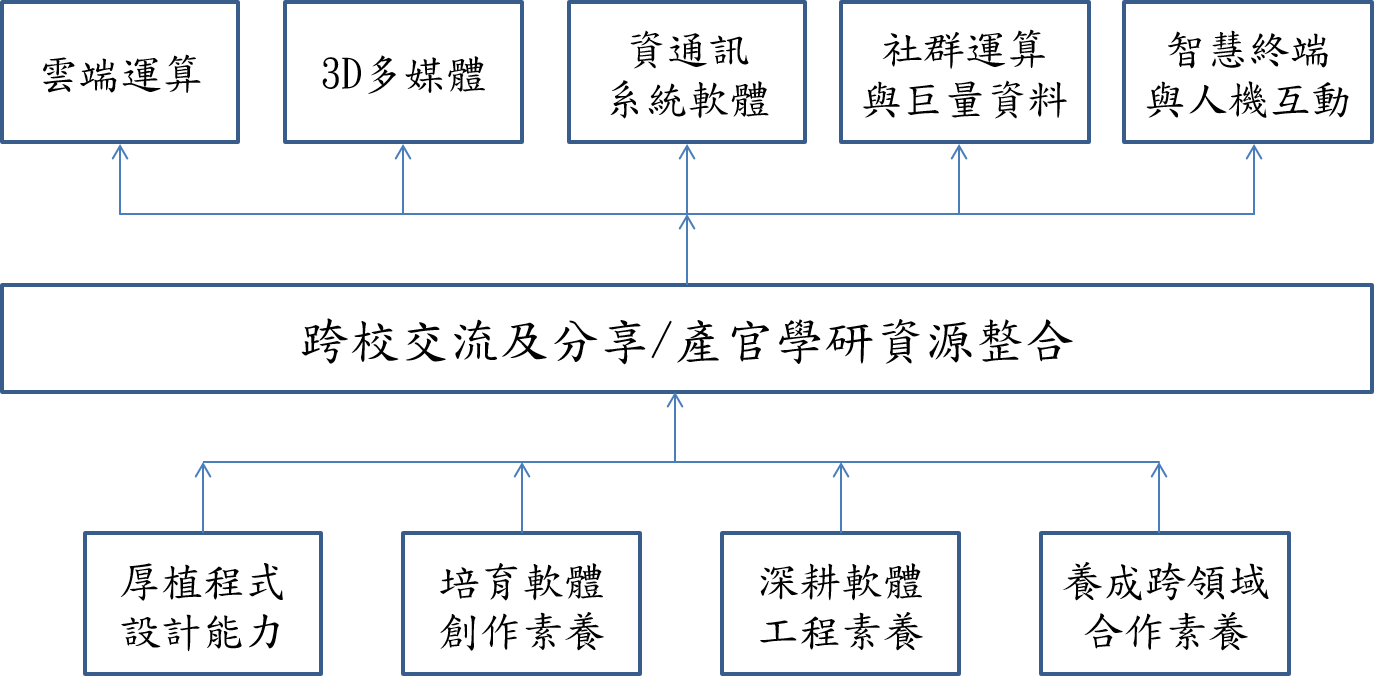 雲端運算
3D多媒體
資通訊
系統軟體
社群運算
與巨量資料
智慧終端
與人機互動
跨校交流及分享/產官學研資源整合
厚植程式
設計能力
培育軟體
創作素養
深耕軟體
工程素養
養成跨領域
合作素養